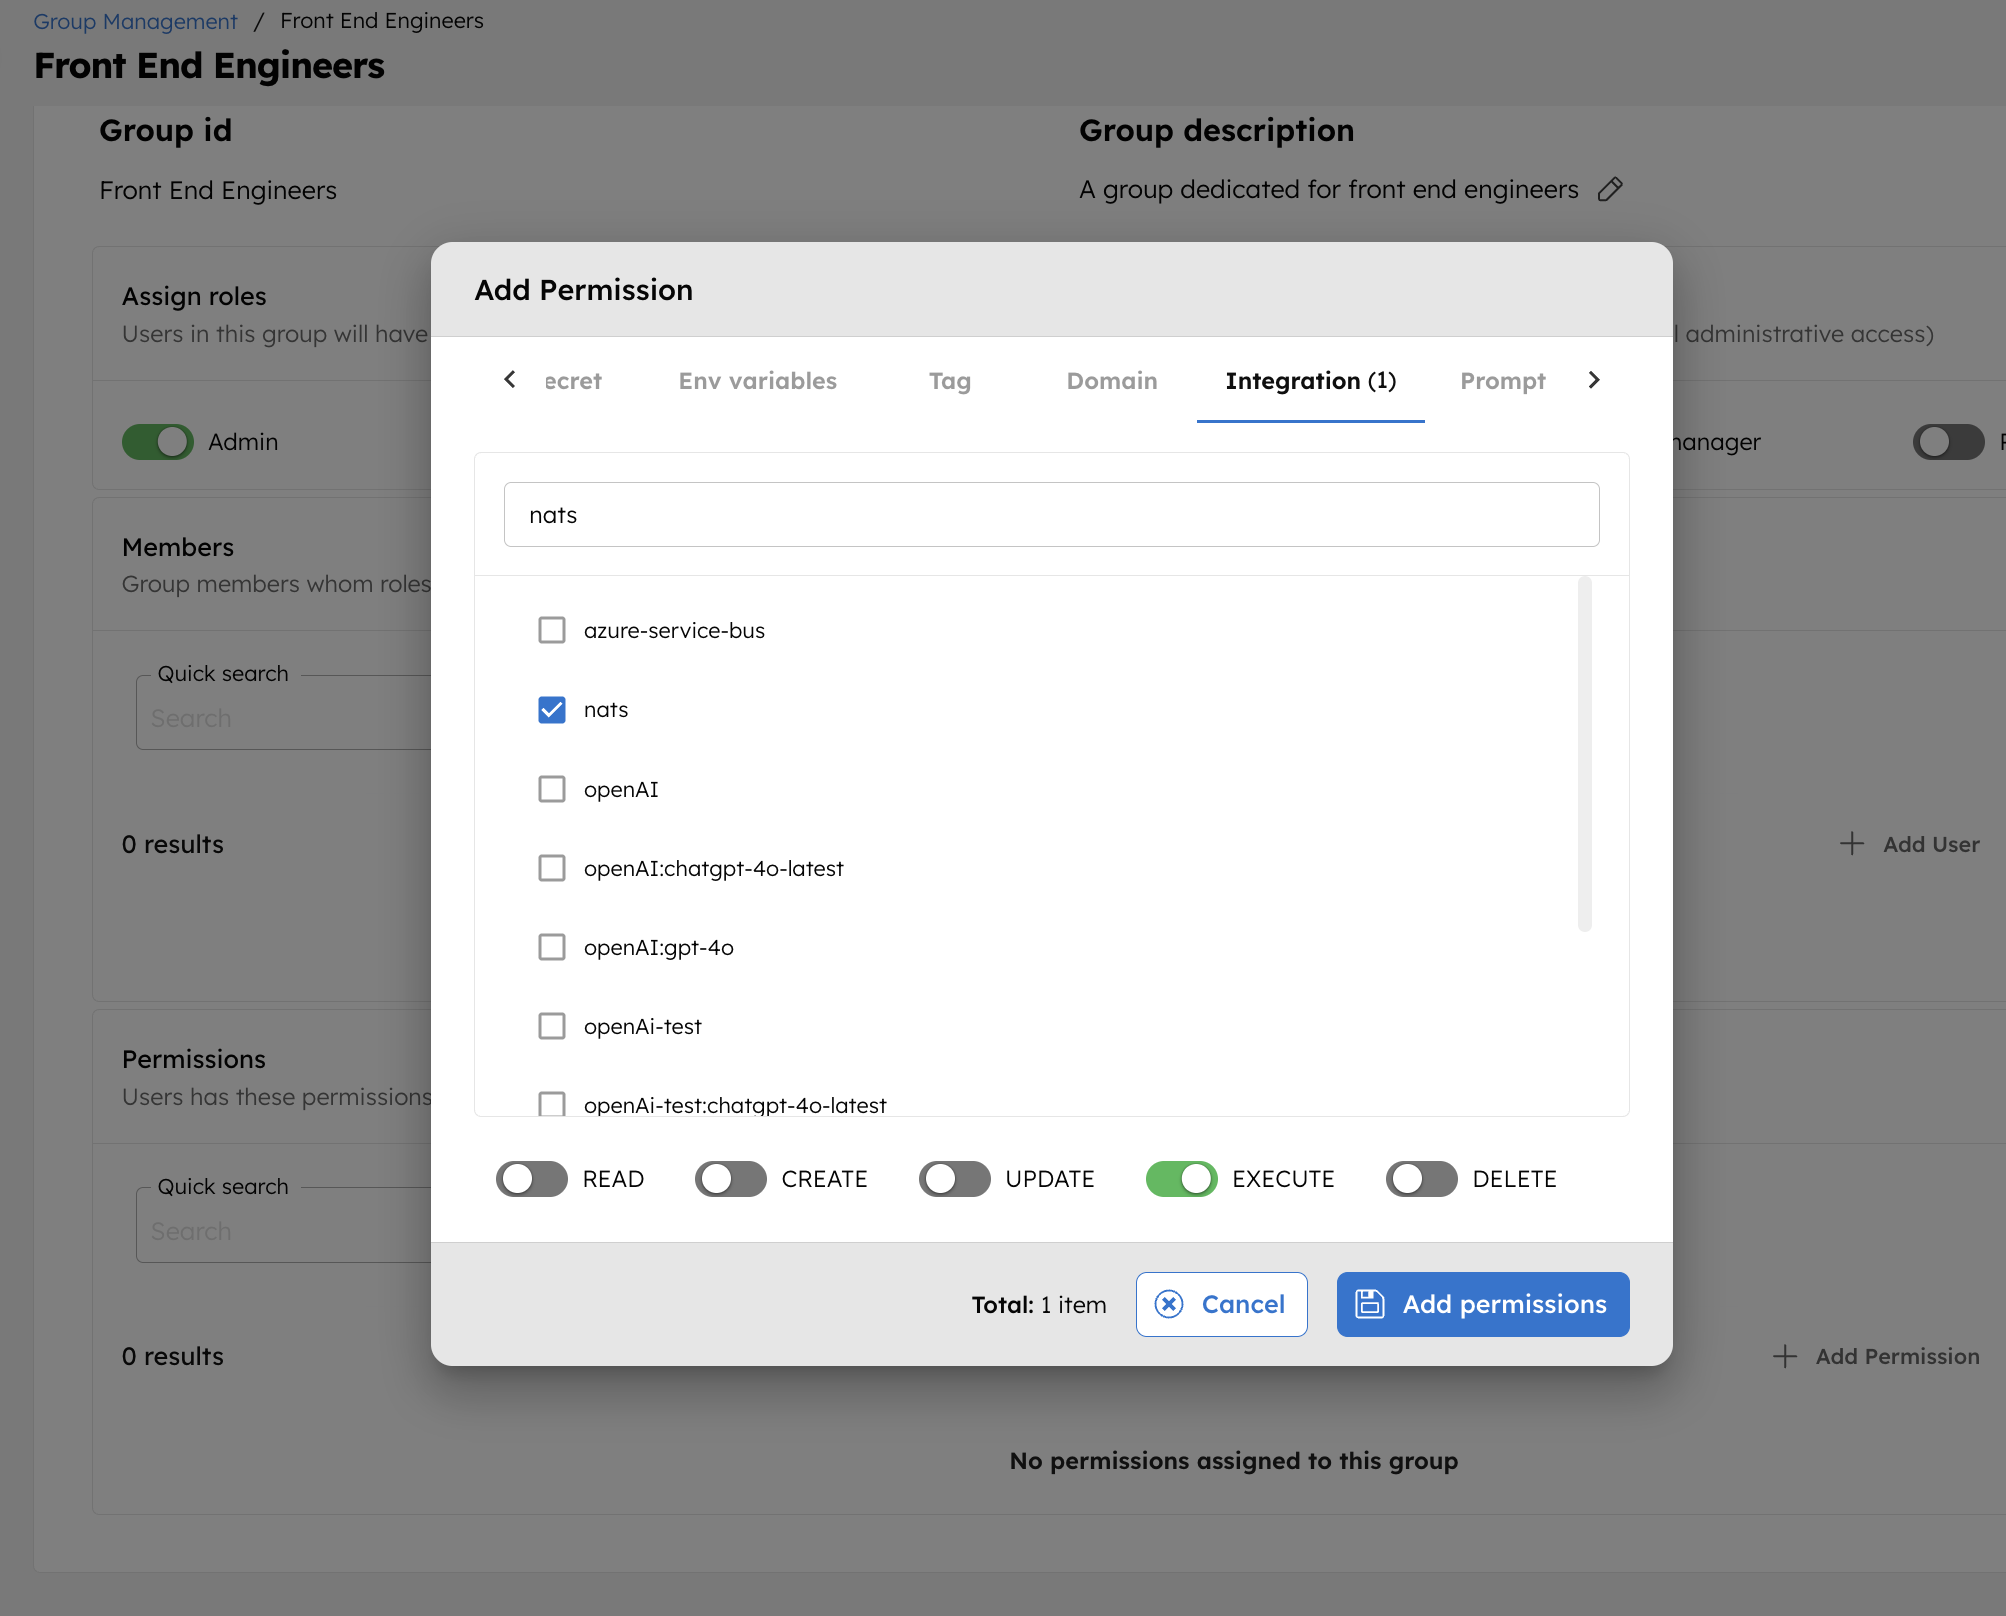 Group Management / Front End Engineers
Front End Engineers
Group id
Group description
Front End Engineers
A group dedicated for front end engineers
Assign roles
Users in this group will have
l administrative access)
Admin
manager
Members
Group members whom roles
Quick search
Search
0 results
Add User
Permissions
Users has these permissions
Quick search
Search
0 results
Add Permission
No permissions assigned to this group
Add Permission
ecret
Env variables
Tag
Domain
Integration (1)
Prompt
nats
azure-service-bus
nats
openAI
openAI:chatgpt-4o-latest
openAI:gpt-4o
openAi-test
openAi-test:chatgpt-4o-latest
READ
CREATE
UPDATE
EXECUTE
DELETE
Total: 1 item
Cancel
Add permissions